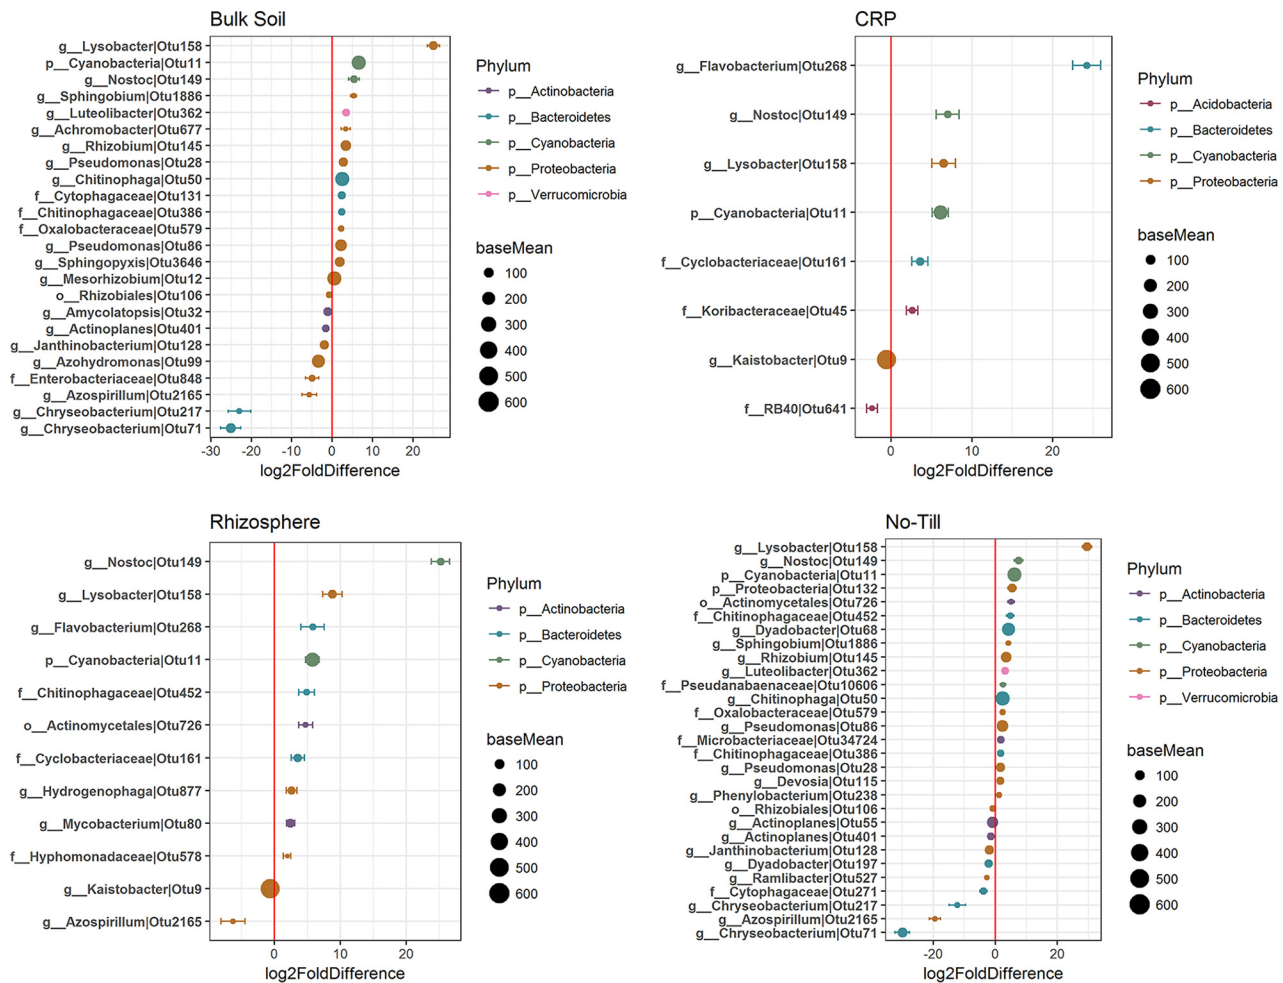 Bulk Soil
g__Lysobacter|Otu158
p__Cyanobacteria|Otu11
g__Nostoc|Otu149
g__Sphingobium|Otu1886
g__Luteolibacter|Otu362
g__Achromobacter|Otu677
g__Rhizobium|Otu145
g__Pseudomonas|Otu28
g__Chitinophaga|Otu50
f__Cytophagaceae|Otu131
f__Chitinophagaceae|Otu386
f__Oxalobacteraceae|Otu579
g__Pseudomonas|Otu86
g__Sphingopyxis|Otu3646
g__Mesorhizobium|Otu12
o__Rhizobiales|Otu106
g__Amycolatopsis|Otu32
g__Actinoplanes|Otu401
g__Janthinobacterium|Otu128
g__Azohydromonas|Otu99
f__Enterobacteriaceae|Otu848
g__Azospirillum|Otu2165
g__Chryseobacterium|Otu217
g__Chryseobacterium|Otu71
-30 -20 -10 0 10 20
log2FoldDifference
Phylum
p__Actinobacteria
p__Bacteroidetes
p__Cyanobacteria
p__Proteobacteria
p__Verrucomicrobia
baseMean
100
200
300
400
500
600
CRP
g__Flavobacterium|Otu268
g__Nostoc|Otu149
g__Lysobacter|Otu158
p__Cyanobacteria|Otu11
f__Cyclobacteriaceae|Otu161
f__Koribacteraceae|Otu45
g__Kaistobacter|Otu9
f__RB40|Otu641
0 10 20
log2FoldDifference
Phylum
p__Acidobacteria
p__Bacteroidetes
p__Cyanobacteria
p__Proteobacteria
baseMean
100
200
300
400
500
600
Rhizosphere
g__Nostoc|Otu149
g__Lysobacter|Otu158
g__Flavobacterium|Otu268
p__Cyanobacteria|Otu11
f__Chitinophagaceae|Otu452
o__Actinomycetales|Otu726
f__Cyclobacteriaceae|Otu161
g__Hydrogenophaga|Otu877
g__Mycobacterium|Otu80
f__Hyphomonadaceae|Otu578
g__Kaistobacter|Otu9
g__Azospirillum|Otu2165
0 10 20
log2FoldDifference
Phylum
p__Actinobacteria
p__Bacteroidetes
p__Cyanobacteria
p__Proteobacteria
baseMean
100
200
300
400
500
600
No-Till
g__Lysobacter|Otu158
g__Nostoc|Otu149
p__Cyanobacteria|Otu11
p__Proteobacteria|Otu132
o__Actinomycetales|Otu726
f__Chitinophagaceae|Otu452
g__Dyadobacter|Otu68
g__Sphingobium|Otu1886
g__Rhizobium|Otu145
g__Luteolibacter|Otu362
f__Pseudanabaenaceae|Otu10606
g__Chitinophaga|Otu50
f__Oxalobacteraceae|Otu579
g__Pseudomonas|Otu86
f__Microbacteriaceae|Otu34724
f__Chitinophagaceae|Otu386
g__Pseudomonas|Otu28
g__Devosia|Otu115
g__Phenylobacterium|Otu238
o__Rhizobiales|Otu106
g__Actinoplanes|Otu55
g__Actinoplanes|Otu401
g__Janthinobacterium|Otu128
g__Dyadobacter|Otu197
g__Ramlibacter|Otu527
f__Cytophagaceae|Otu271
g__Chryseobacterium|Otu217
g__Azospirillum|Otu2165
g__Chryseobacterium|Otu71
-20 0 20
log2FoldDifference
Phylum
p__Actinobacteria
p__Bacteroidetes
p__Cyanobacteria
p__Proteobacteria
p__Verrucomicrobia
baseMean
100
200
300
400
500
600